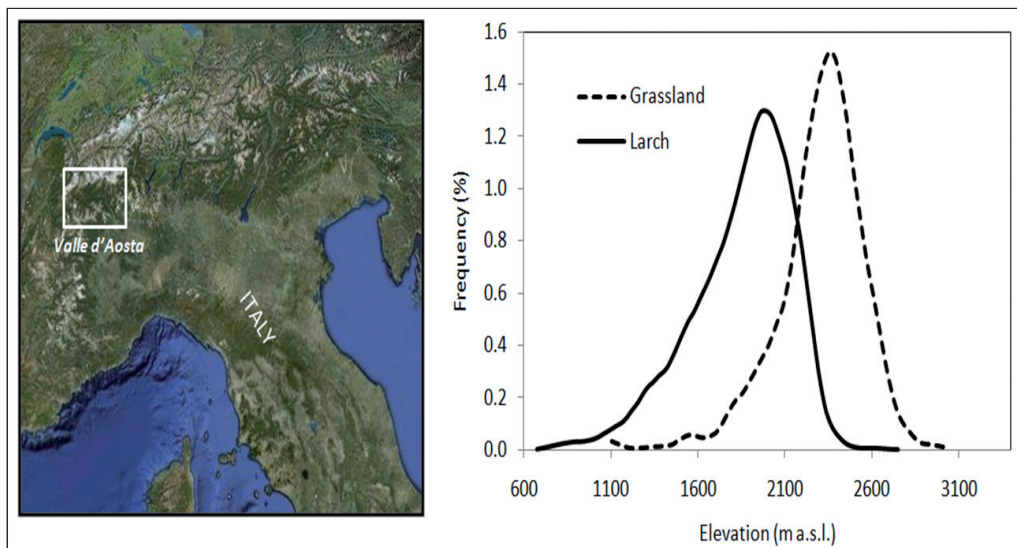 Valle d'Aosta
ITALY
1.6
1.4
1.2
1.0
0.8
0.6
0.4
0.2
0.0
Frequency (%)
Grassland
Larch
600 1100 1600 2100 2600 3100
Elevation (m a.s.l.)